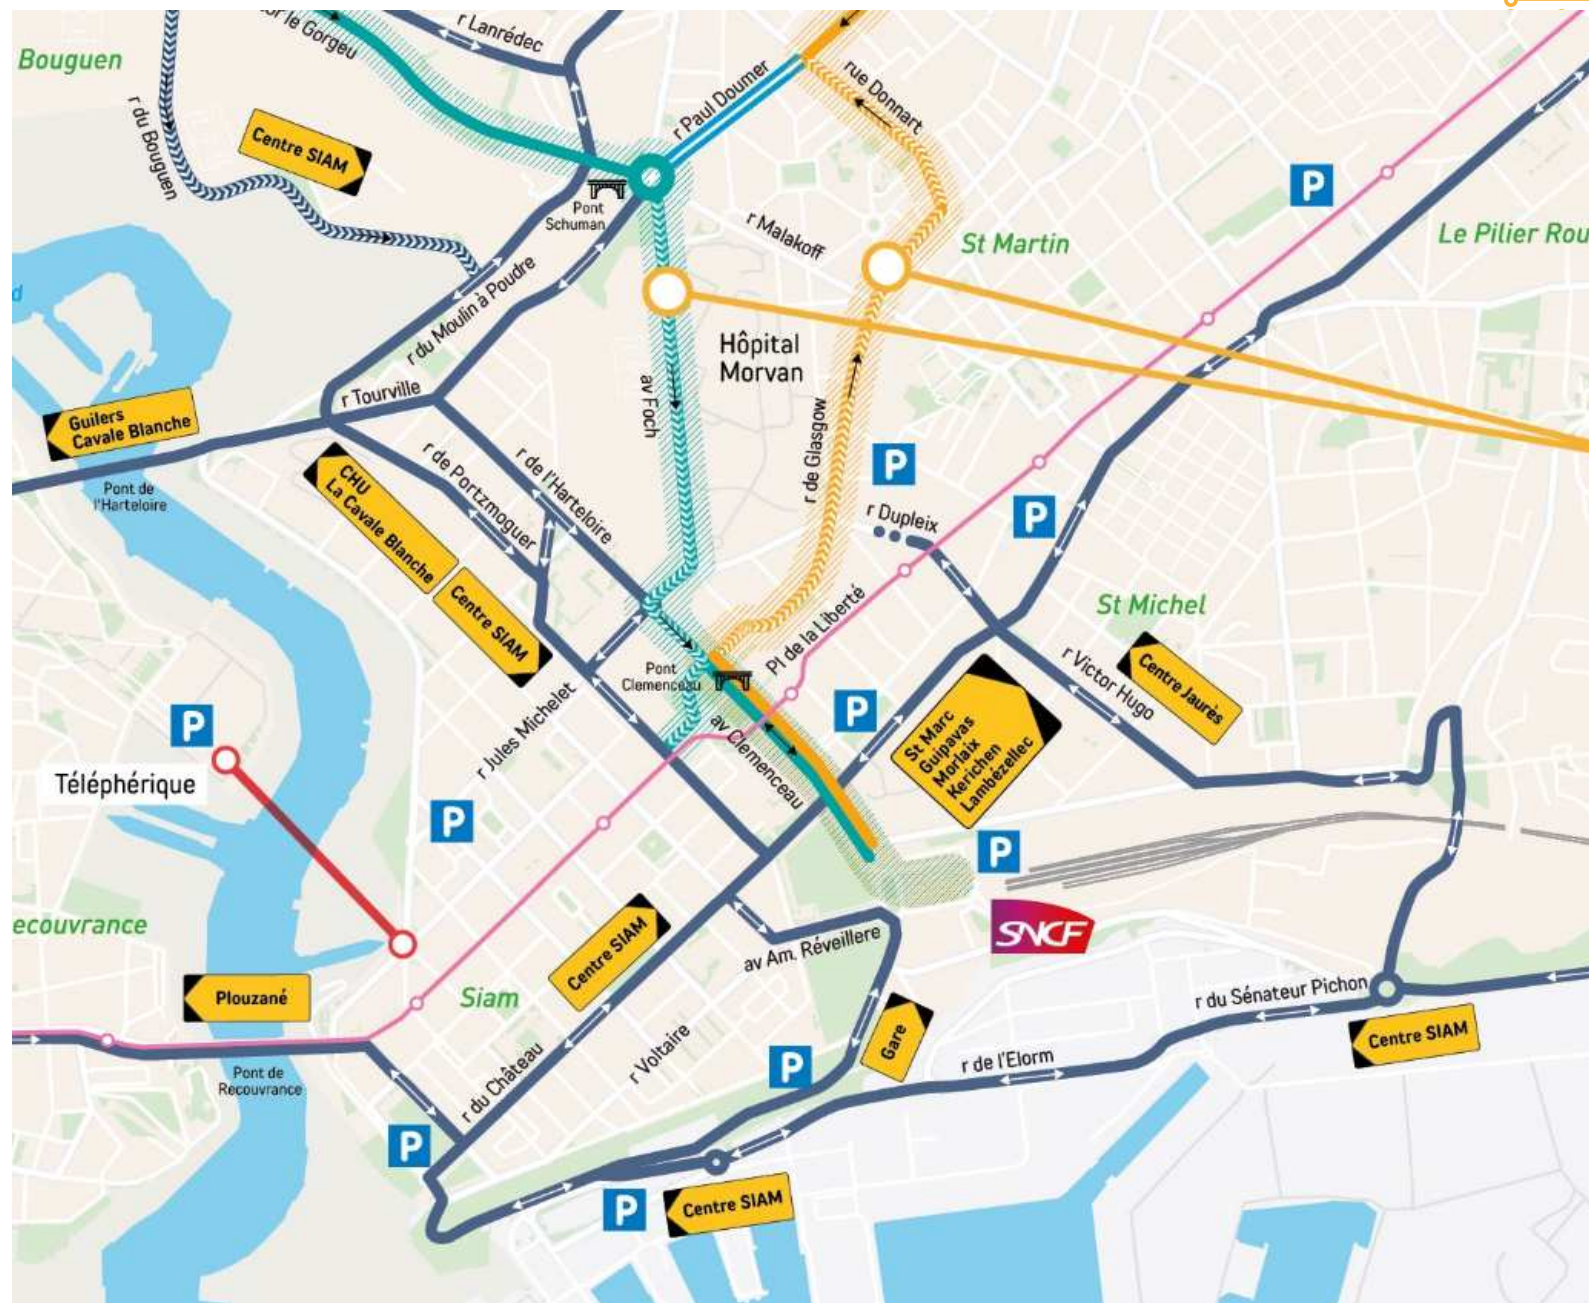 r Lanrédec
le Gorgeu
Bouguen
r du Bouguen
Centre SIAM
r Paul Doumer
rue Donnart
Pont
Schuman
r Malakoff
St Martin
P
Le Pilier Rou
d
r du Moulin à Poudre
Hôpital
Morvan
r Tourville
av Foch
r de Glasgow
Guilers
Cavale Blanche
Pont de
l'Harteloire
CHU
La Cavale Blanche
r de Portzmoguer
r de l'Harteloire
Centre SIAM
P
r Dupleix
P
St Michel
Pl de la Liberté
Pont
Clemenceau
r Jules Michelet
av Clemenceau
P
St Marc
Guipavas
Morlaix
Kerichen
Lambézellec
r Victor Hugo
Centre Jaurès
P
Téléphérique
P
P
SNCF
ecouvrance
Centre SIAM
av Am. Réveillere
Plouzané
Siam
r du Sénateur Pichon
Centre SIAM
Gare
Pont de
Recouvrance
r du Château
r Voltaire
P
r de l'Elorm
P
P
Centre SIAM